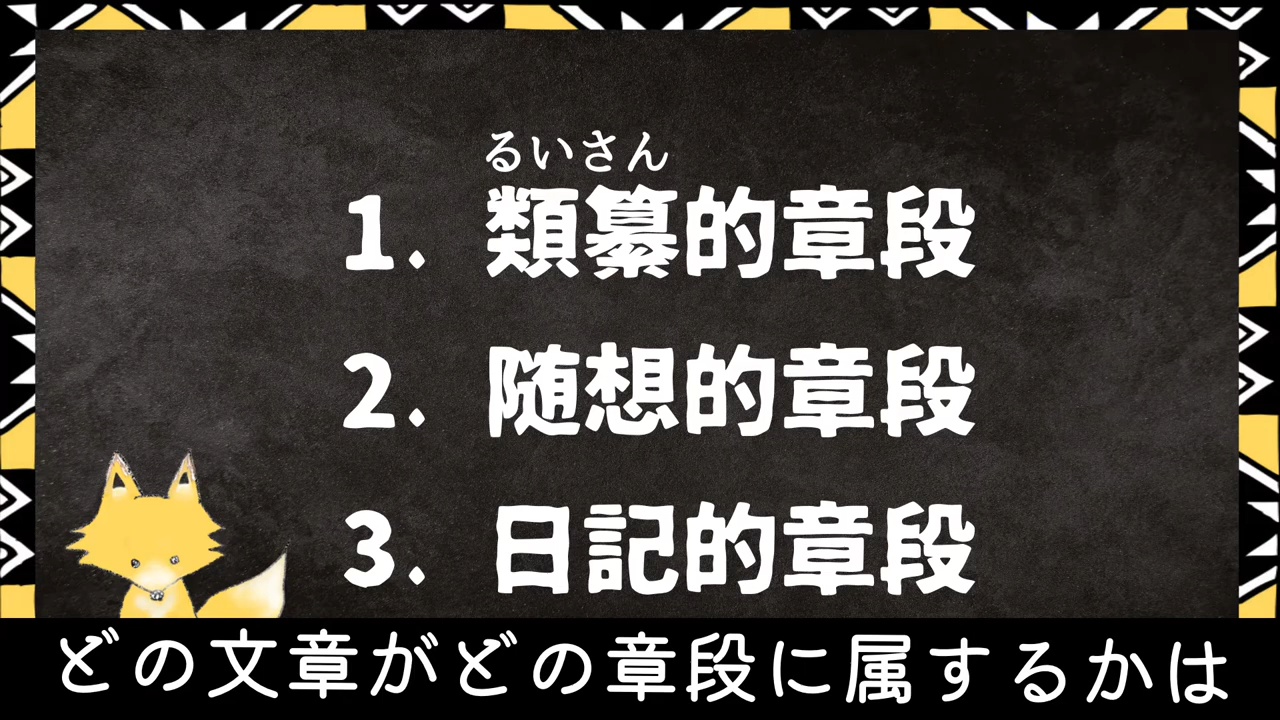 るいさん
1. 類纂的章段
2. 随想的章段
3. 日記的章段
どの文章がどの章段に属するかは